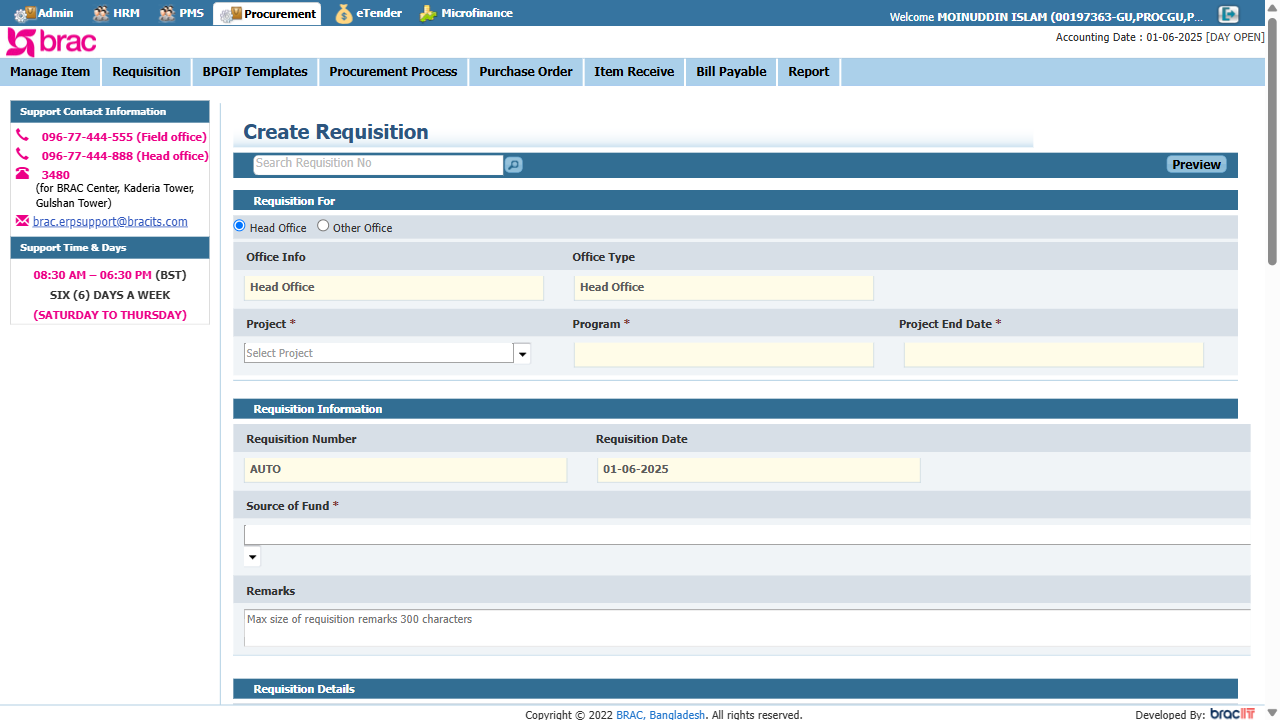 Admin HRM PMS Procurement eTender Microfinance Welcome MOINUDDIN ISLAM (00197363-GU,PROCGU,P...
brac Accounting Date : 01-06-2025 [DAY OPEN]
Manage Item Requisition BPGIP Templates Procurement Process Purchase Order Item Receive Bill Payable Report
Support Contact Information
096-77-444-555 (Field office)
096-77-444-888 (Head office)
3480
(for BRAC Center, Kaderia Tower,
Gulshan Tower)
brac.erpsupport@bracits.com
Support Time & Days
08:30 AM – 06:30 PM (BST)
SIX (6) DAYS A WEEK
(SATURDAY TO THURSDAY)
Create Requisition
Search Requisition No Preview
Requisition For
Head Office Other Office
Office Info Office Type
Head Office Head Office
Project * Program * Project End Date *
Select Project
Requisition Information
Requisition Number Requisition Date
AUTO 01-06-2025
Source of Fund *
Remarks
Max size of requisition remarks 300 characters
Requisition Details
Copyright © 2022 BRAC, Bangladesh. All rights reserved. Developed By: bracIT